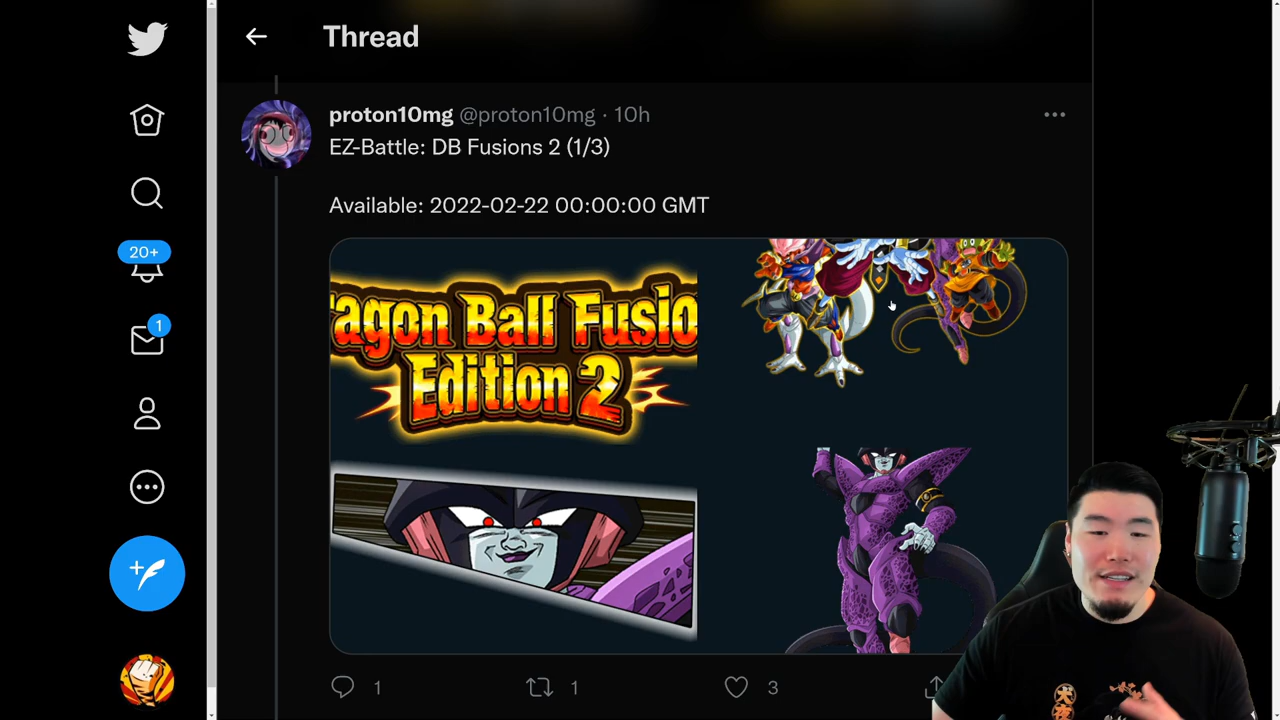 Thread
proton10mg @proton10mg · 10h
EZ-Battle: DB Fusions 2 (1/3)
Available: 2022-02-22 00:00:00 GMT
20+
1
agon Ball Fusio
Edition 2
1
1
3